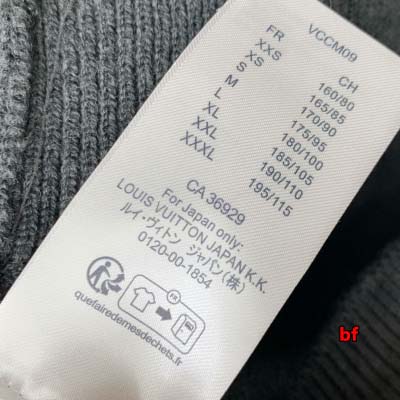 VCCM09
FR CH
XXS 160/80
XS 165/85
S 170/90
M 175/95
L 180/100
XL 185/105
XXL 190/110
XXXL 195/115
CA 36929
For Japan only:
LOUIS VUITTON JAPAN K.K.
ルイ・ヴィトン ジャパン(株)
0120-00-1854
FR
quefairedemesdechets.fr
bf